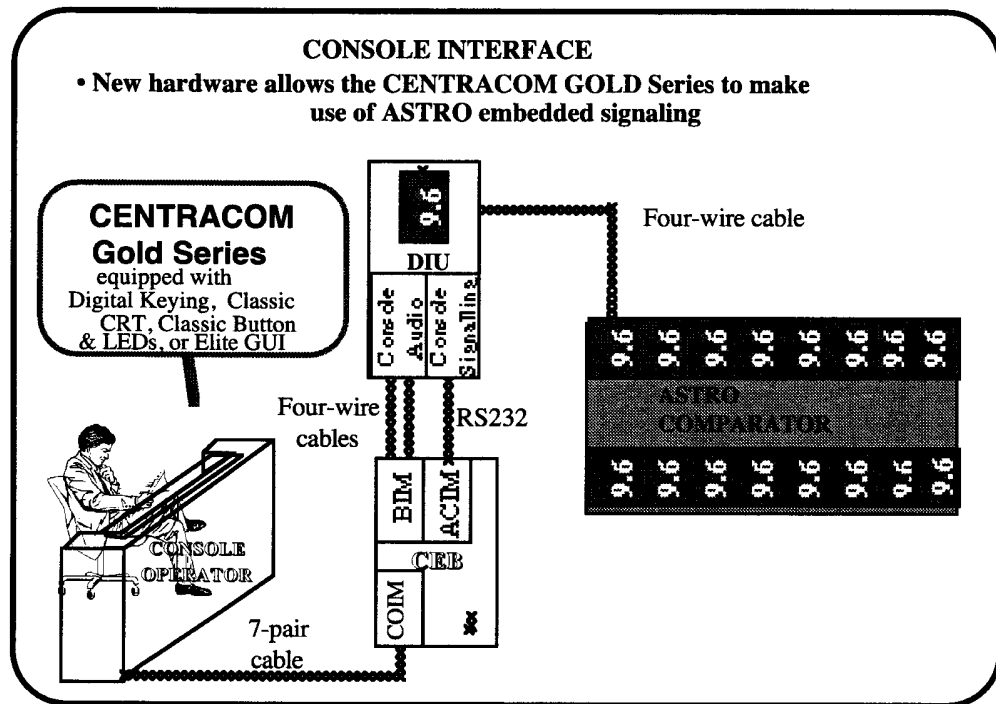 CONSOLE INTERFACE
• New hardware allows the CENTRACOM GOLD Series to make
use of ASTRO embedded signaling
CENTRACOM
Gold Series
equipped with
Digital Keying, Classic
CRT, Classic Button
& LEDs, or Elite GUI
9.6
DIU
Console
Audio
Console
Signalling
Four-wire cable
9.6 9.6 9.6 9.6 9.6 9.6 9.6
ASTRO
COMPARATOR
9.6 9.6 9.6 9.6 9.6 9.6 9.6
Four-wire
cables
RS232
BIM
ACIM
CEB
COIM
CONSOLE
OPERATOR
7-pair
cable